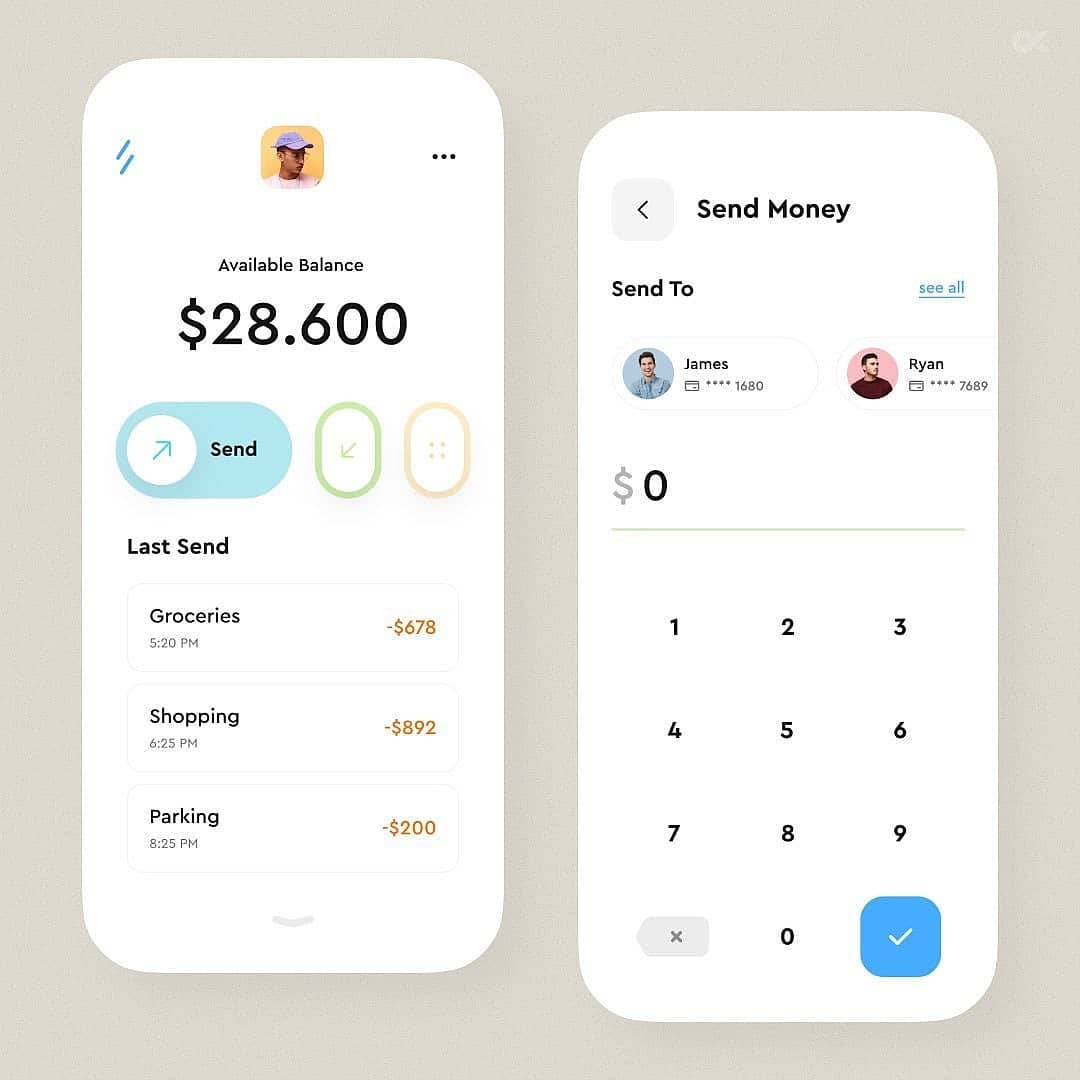 Available Balance
$28.600
Send
Last Send
Groceries
5:20 PM
-$678
Shopping
6:25 PM
-$892
Parking
8:25 PM
-$200
Send Money
Send To
see all
James
**** 1680
Ryan
**** 7689
$ 0
1 2 3
4 5 6
7 8 9
0